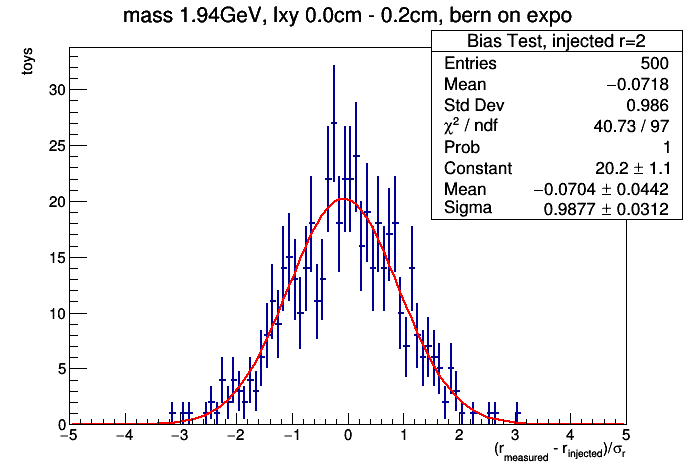 mass 1.94GeV, lxy 0.0cm - 0.2cm, bern on expo
toys
Bias Test, injected r=2
Entries 500
Mean −0.0718
Std Dev 0.986
χ² / ndf 40.73 / 97
Prob 1
Constant 20.2 ± 1.1
Mean −0.0704 ± 0.0442
Sigma 0.9877 ± 0.0312
30
25
20
15
10
5
0
−5 −4 −3 −2 −1 0 1 2 3 4 5
(r_measured - r_injected)/σ_r